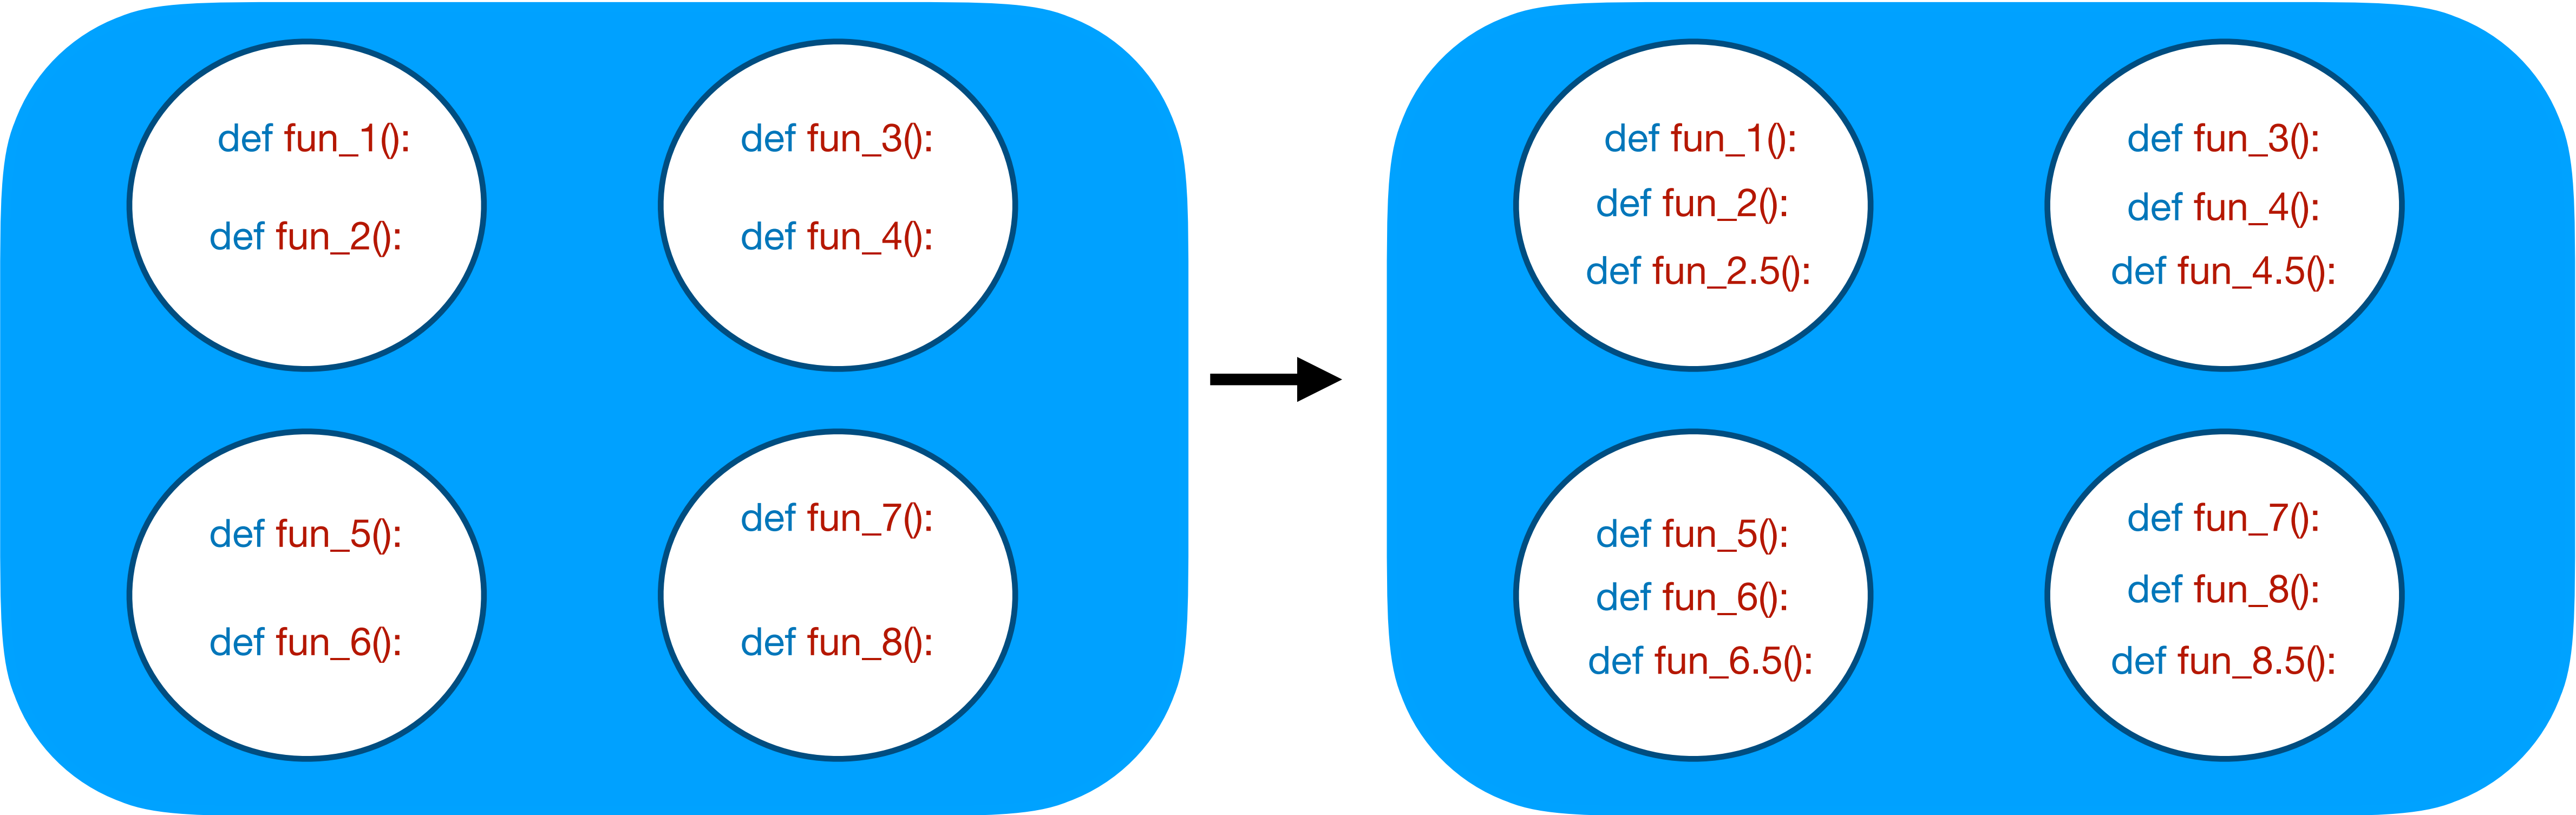 def fun_1():
def fun_2():
def fun_3():
def fun_4():
def fun_5():
def fun_6():
def fun_7():
def fun_8():
def fun_1():
def fun_2():
def fun_2.5():
def fun_3():
def fun_4():
def fun_4.5():
def fun_5():
def fun_6():
def fun_6.5():
def fun_7():
def fun_8():
def fun_8.5():